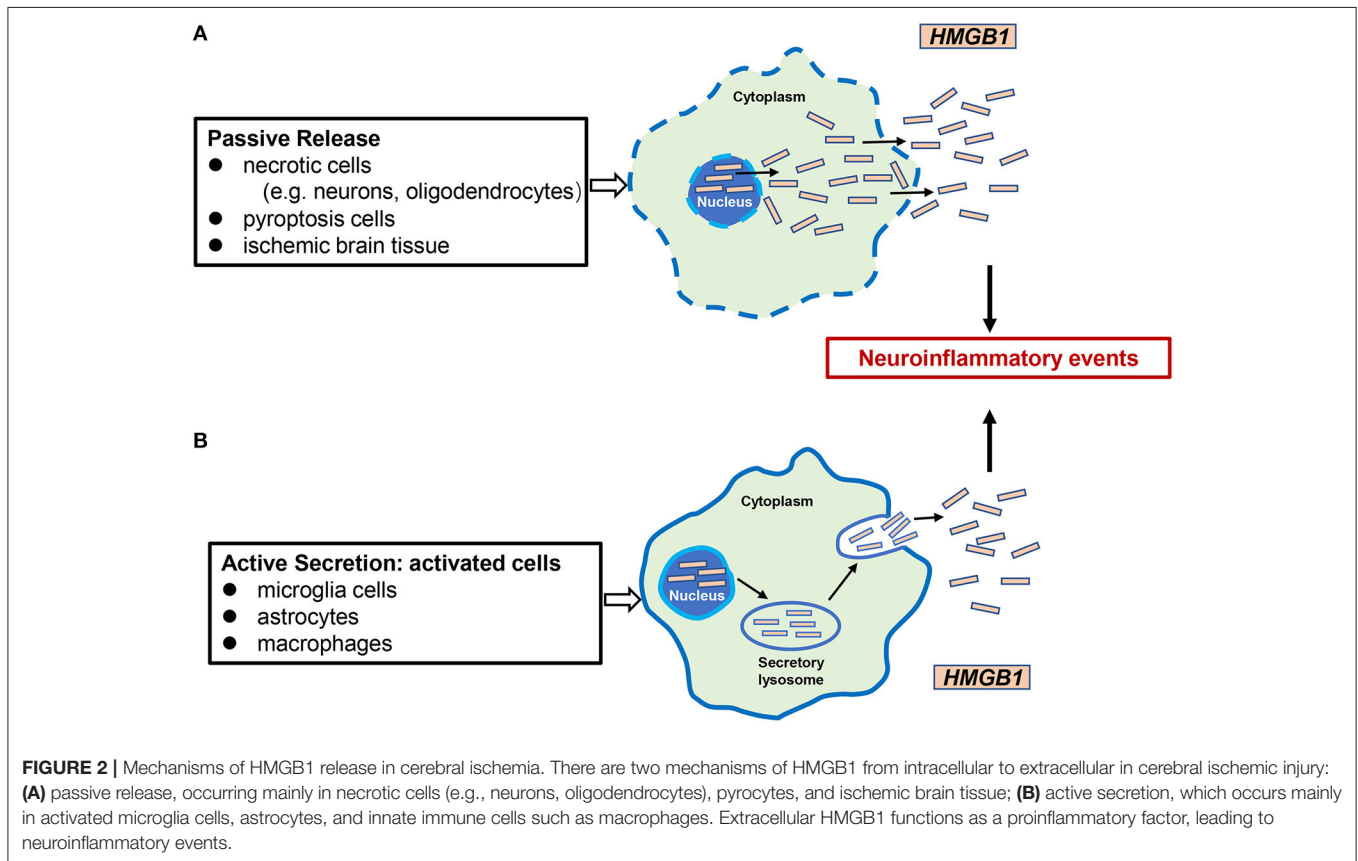 A
HMGB1
Cytoplasm
Passive Release
● necrotic cells
(e.g. neurons, oligodendrocytes)
● pyroptosis cells
● ischemic brain tissue
Nucleus
Neuroinflammatory events
B
Cytoplasm
Active Secretion: activated cells
● microglia cells
● astrocytes
● macrophages
Nucleus
Secretory
lysosome
HMGB1
FIGURE 2 | Mechanisms of HMGB1 release in cerebral ischemia. There are two mechanisms of HMGB1 from intracellular to extracellular in cerebral ischemic injury:
(A) passive release, occurring mainly in necrotic cells (e.g., neurons, oligodendrocytes), pyrocytes, and ischemic brain tissue; (B) active secretion, which occurs mainly
in activated microglia cells, astrocytes, and innate immune cells such as macrophages. Extracellular HMGB1 functions as a proinflammatory factor, leading to
neuroinflammatory events.